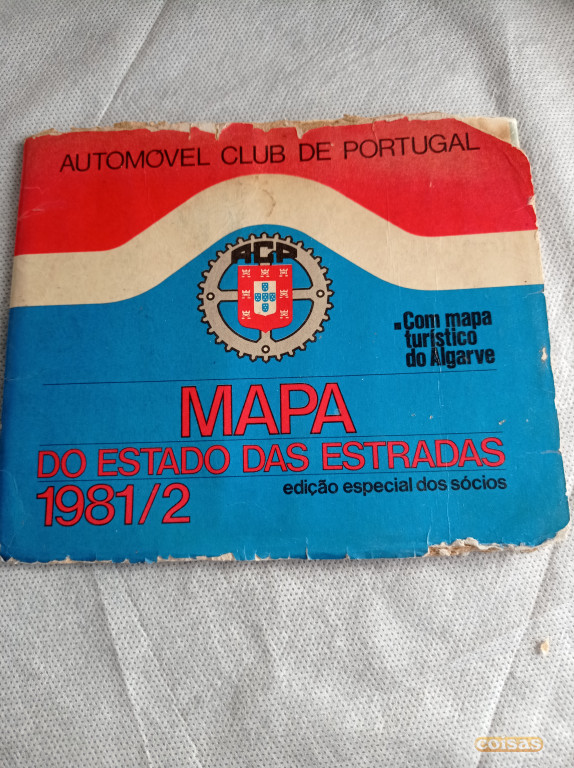 AUTOMÓVEL CLUB DE PORTUGAL
ACP
.Com mapa
turístico
do Algarve
MAPA
DO ESTADO DAS ESTRADAS
1981/2
edição especial dos sócios
coisas